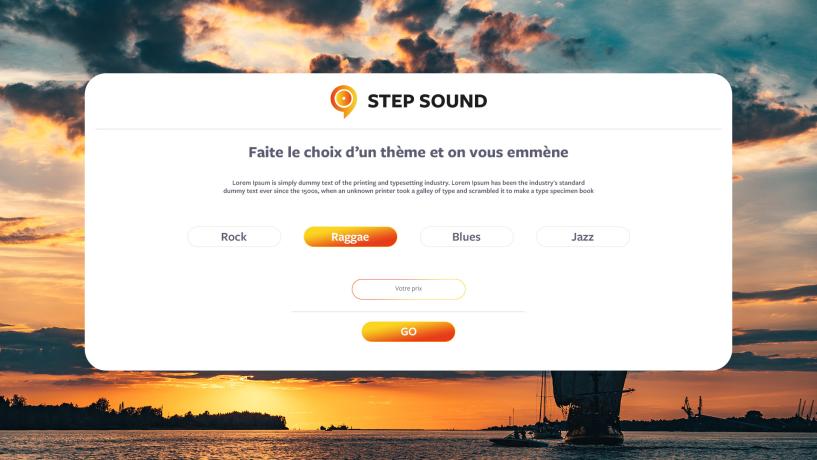 STEP SOUND
Faite le choix d'un thème et on vous emmène
Lorem Ipsum is simply dummy text of the printing and typesetting industry. Lorem Ipsum has been the industry's standard
dummy text ever since the 1500s, when an unknown printer took a galley of type and scrambled it to make a type specimen book
Rock
Raggae
Blues
Jazz
Votre prix
GO